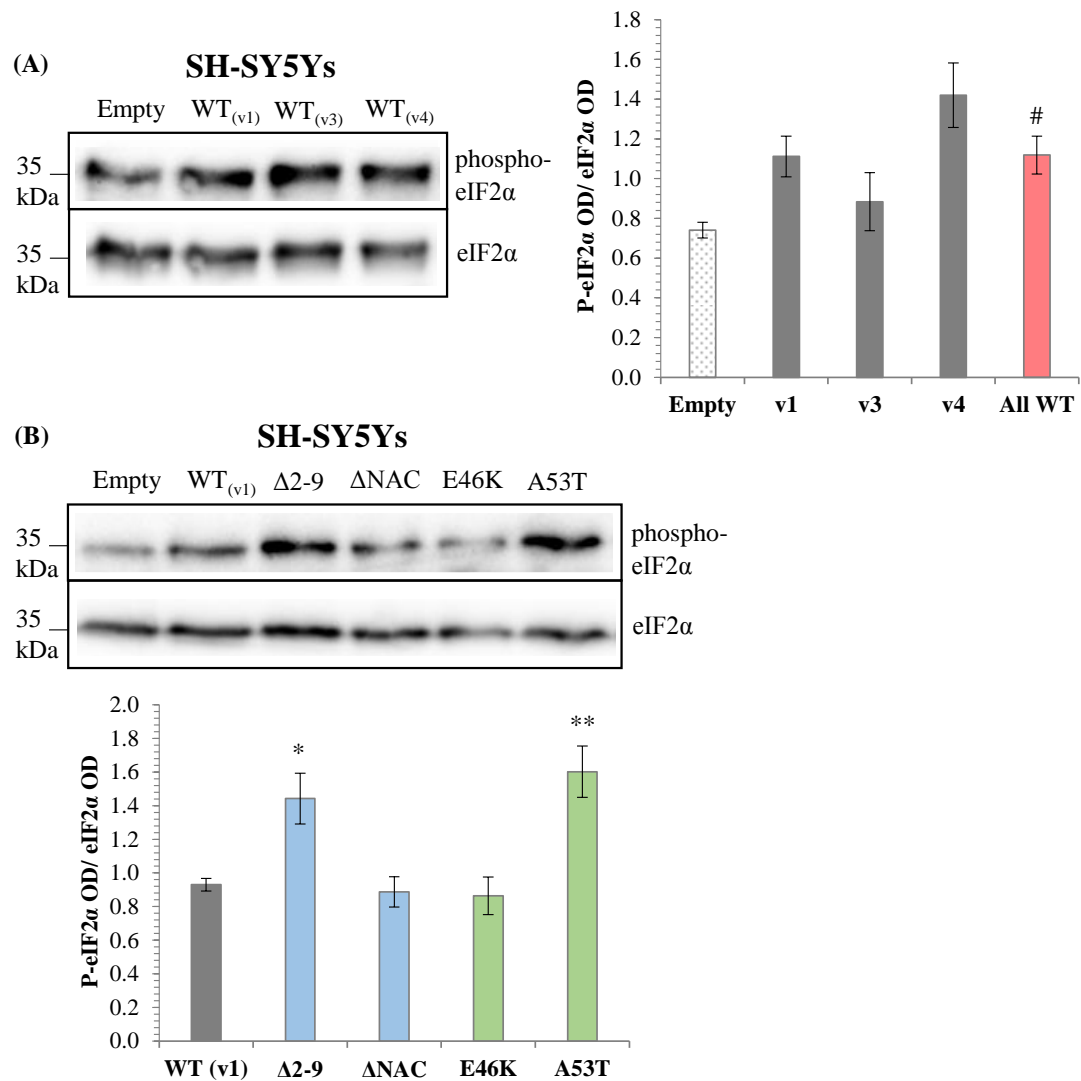 (A)
SH-SY5Ys
Empty WT(v1) WT(v3) WT(v4)
35
kDa
phospho-
eIF2α
35
kDa
eIF2α
P-eIF2α OD/ eIF2α OD
1.8
1.6
1.4
1.2
1.0
0.8
0.6
0.4
0.2
0.0
#
Empty v1 v3 v4 All WT
(B)
SH-SY5Ys
Empty WT(v1) Δ2-9 ΔNAC E46K A53T
35
kDa
phospho-
eIF2α
35
kDa
eIF2α
P-eIF2α OD/ eIF2α OD
2.0
1.8
1.6
1.4
1.2
1.0
0.8
0.6
0.4
0.2
0.0
*
**
WT (v1) Δ2-9 ΔNAC E46K A53T